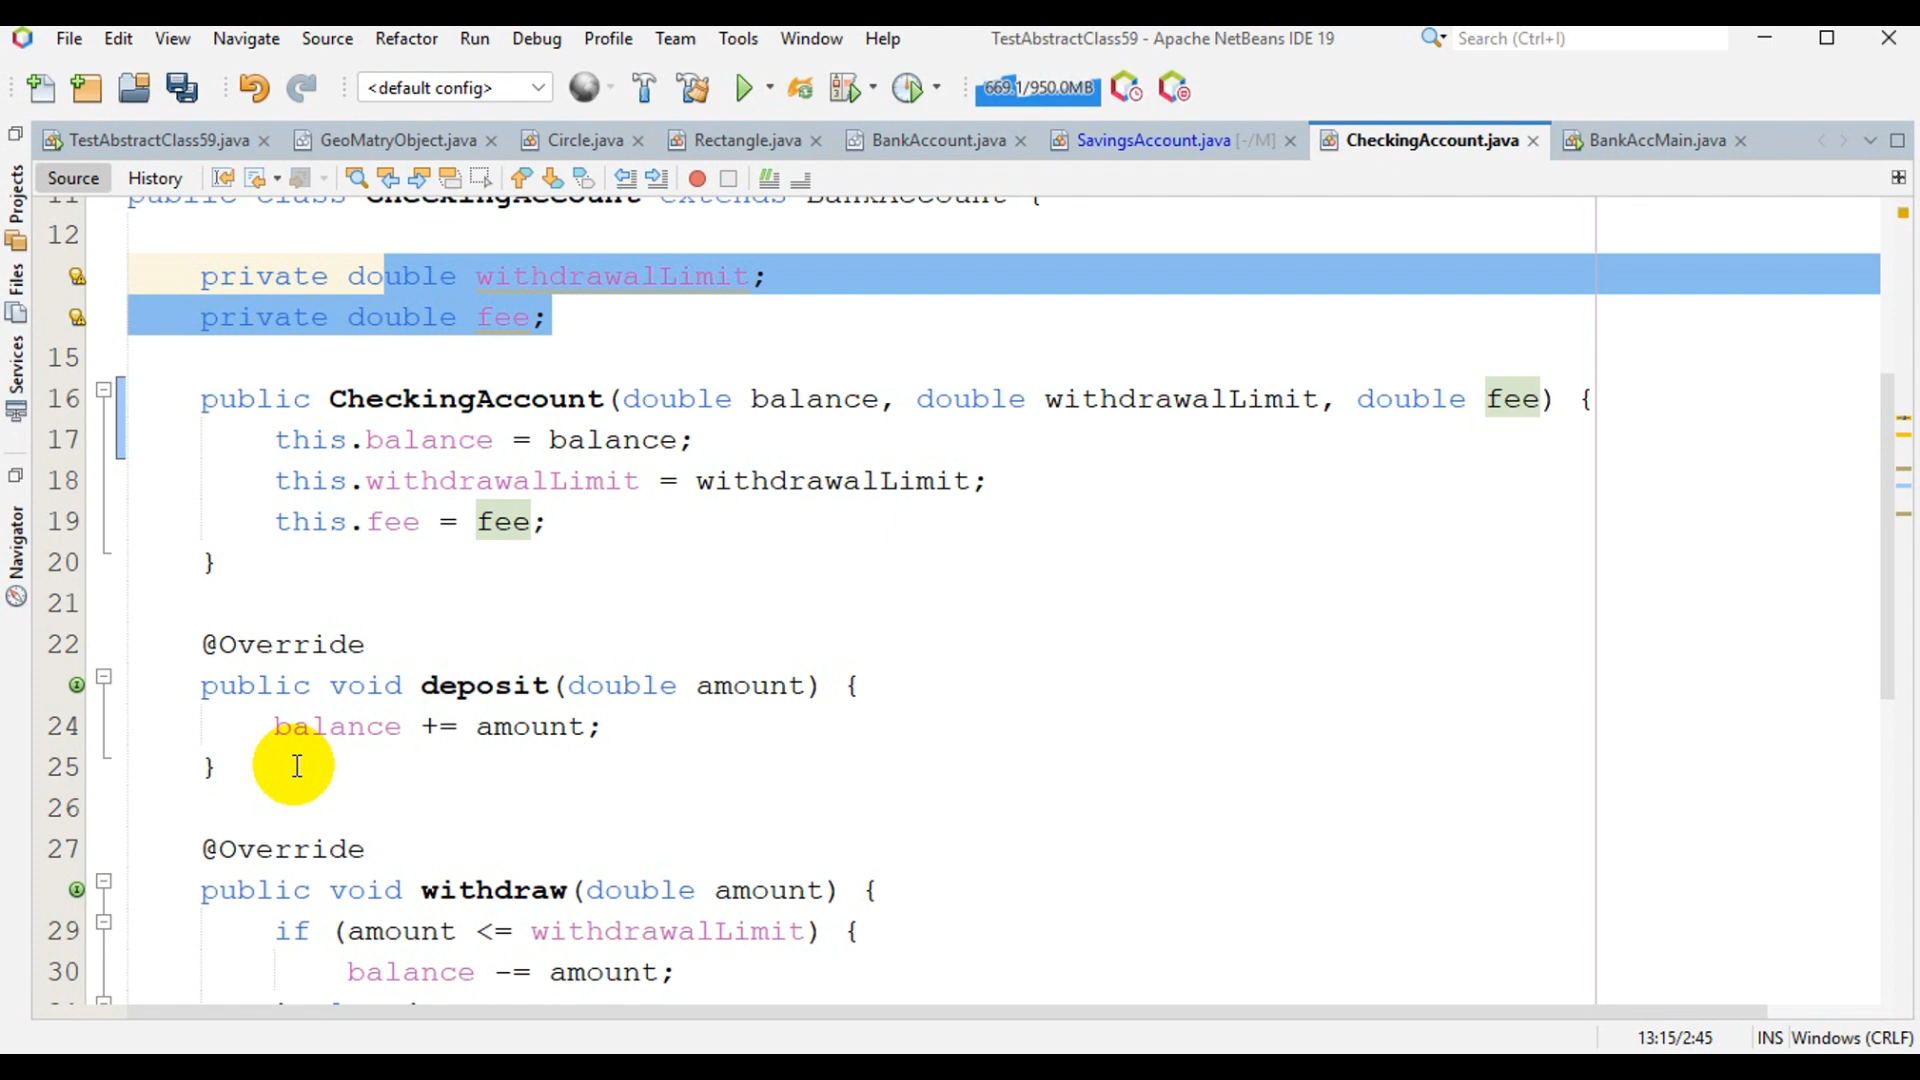 File Edit View Navigate Source Refactor Run Debug Profile Team Tools Window Help TestAbstractClass59 - Apache NetBeans IDE 19 Search (Ctrl+I)
<default config> 669.1/950.0MB
TestAbstractClass59.java GeoMatryObject.java Circle.java Rectangle.java BankAccount.java SavingsAccount.java [-/M] CheckingAccount.java BankAccMain.java
Source History
Projects
Files
Services
Navigator
public class CheckingAccount extends BankAccount {
12
private double withdrawalLimit;
private double fee;
15
16 public CheckingAccount(double balance, double withdrawalLimit, double fee) {
17 this.balance = balance;
18 this.withdrawalLimit = withdrawalLimit;
19 this.fee = fee;
20 }
21
22 @Override
public void deposit(double amount) {
24 balance += amount;
25 }
26
27 @Override
public void withdraw(double amount) {
29 if (amount <= withdrawalLimit) {
30 balance -= amount;
13:15/2:45 INS Windows (CRLF)